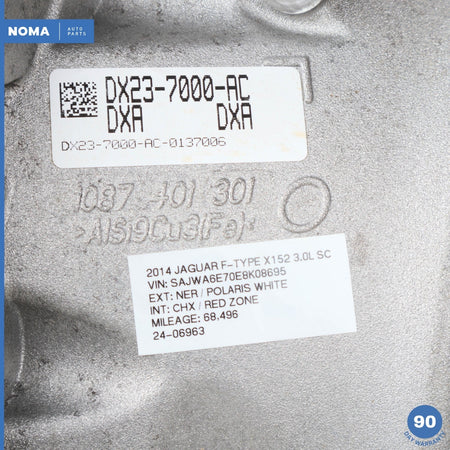 NOMA AUTO
PARTS
DX23-7000-AC
DXA DXA
DX23-7000-AC-0137006
1087 401 301
>AlSi9Cu3(Fe)<
2014 JAGUAR F-TYPE X152 3.0L SC
VIN: SAJWA6E70E8K08695
EXT: NER / POLARIS WHITE
INT: CHX / RED ZONE
MILEAGE: 68,496
24-06963
90
DAY WARRANTY